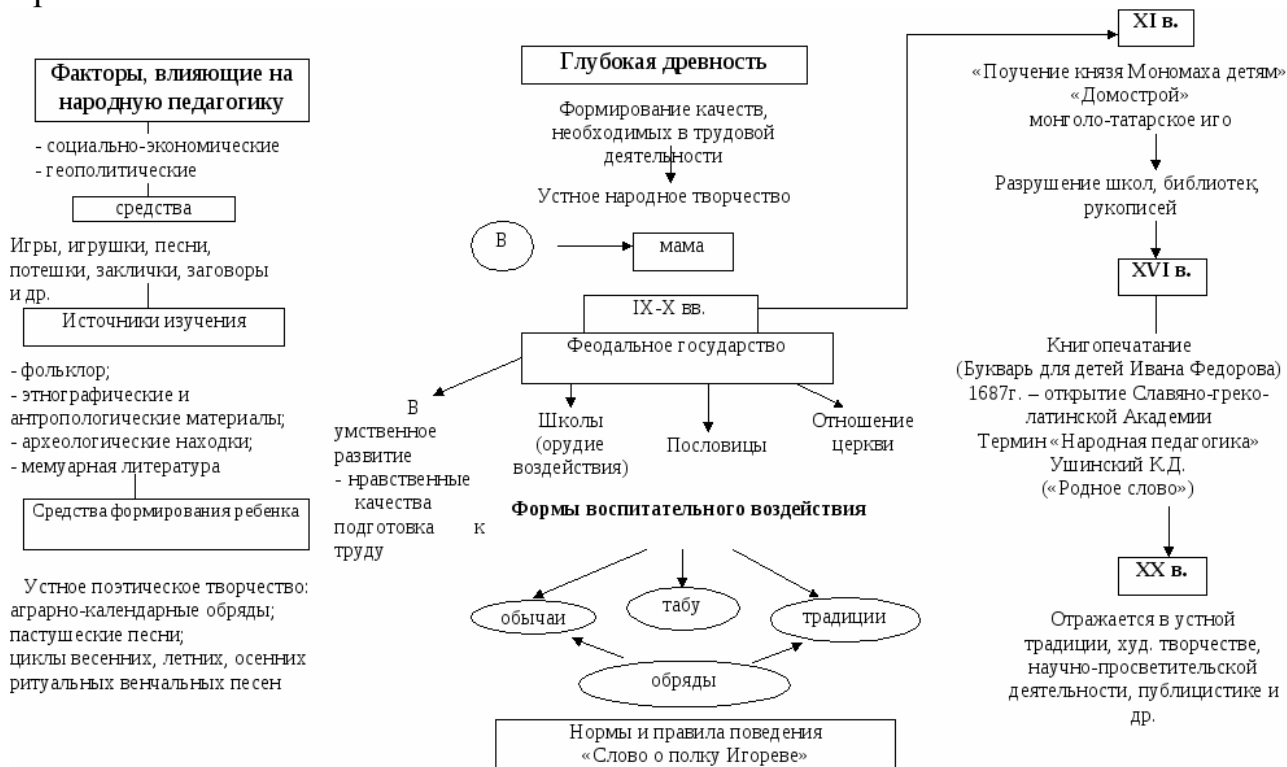 Факторы, влияющие на
народную педагогику
- социально-экономические
- геополитические
средства
Игры, игрушки, песни,
потешки, заклички, заговоры
и др.
Источники изучения
- фольклор;
- этнографические и
антропологические материалы;
- археологические находки;
- мемуарная литература
Средства формирования ребенка
Устное поэтическое творчество:
аграрно-календарные обряды;
пастушеские песни;
циклы весенних, летних, осенних
ритуальных венчальных песен
Глубокая древность
Формирование качеств,
необходимых в трудовой
деятельности
Устное народное творчество
В
мама
IX-X вв.
Феодальное государство
В
умственное
развитие
- нравственные
качества
подготовка к
труду
Школы
(орудие
воздействия)
Пословицы
Отношение
церкви
Формы воспитательного воздействия
обычаи
табу
традиции
обряды
Нормы и правила поведения
«Слово о полку Игореве»
XI в.
«Поучение князя Мономаха детям»
«Домострой»
монголо-татарское иго
Разрушение школ, библиотек,
рукописей
XVI в.
Книгопечатание
(Букварь для детей Ивана Федорова)
1687г. – открытие Славяно-греко-
латинской Академии
Термин «Народная педагогика»
Ушинский К.Д.
(«Родное слово»)
XX в.
Отражается в устной
традиции, худ. творчестве,
научно-просветительской
деятельности, публицистике и
др.